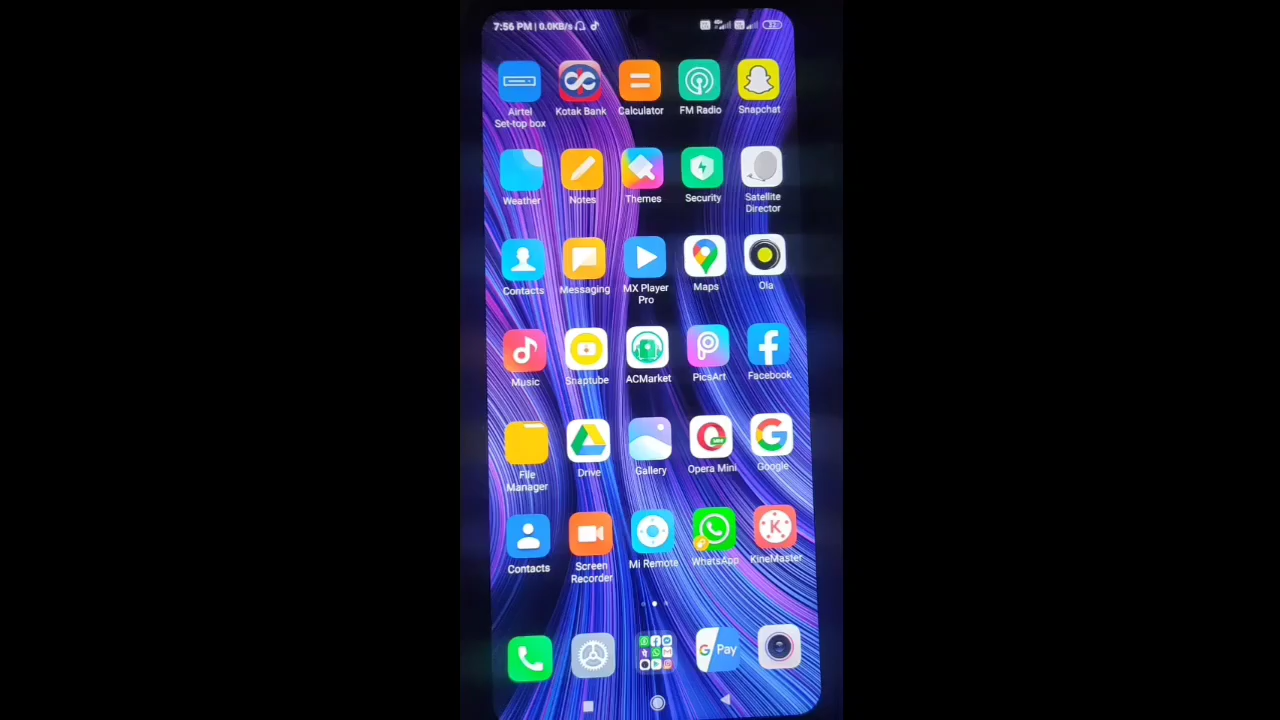 7:56 PM | 0.0KB/s
Airtel
Set-top box
Kotak Bank
Calculator
FM Radio
Snapchat
Weather
Notes
Themes
Security
Satellite
Director
Contacts
Messaging
MX Player
Pro
Maps
Ola
Music
Snaptube
ACMarket
PicsArt
Facebook
File
Manager
Drive
Gallery
Opera Mini
Google
Contacts
Screen
Recorder
Mi Remote
WhatsApp
KineMaster
G Pay